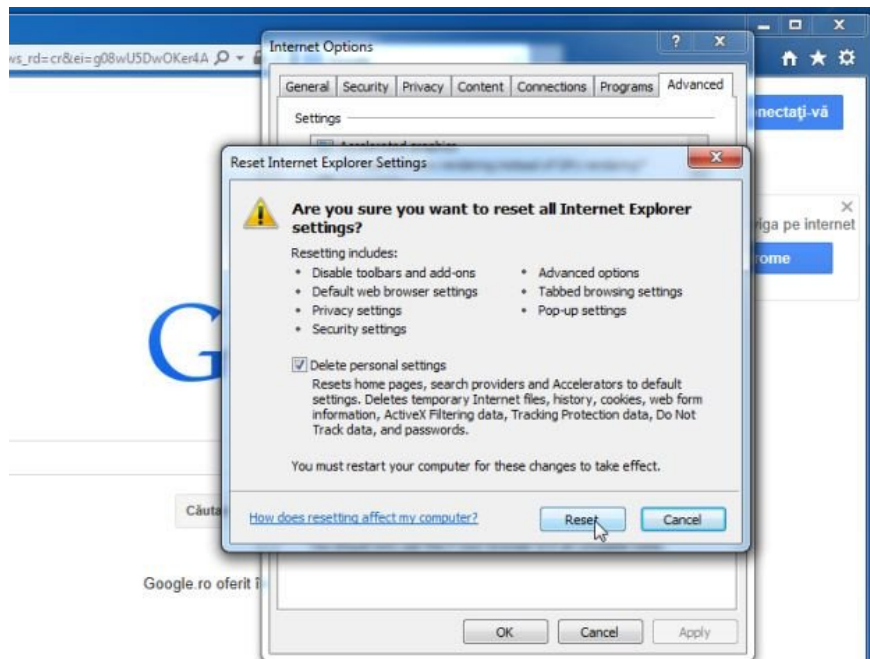 ws_rd=cr&ei=g08wU5DwOKer4A
Internet Options
General Security Privacy Content Connections Programs Advanced
nectaţi-vă
Settings
Accelerated graphics
Reset Internet Explorer Settings
Are you sure you want to reset all Internet Explorer
settings?
Resetting includes:
• Disable toolbars and add-ons
• Default web browser settings
• Privacy settings
• Security settings
• Advanced options
• Tabbed browsing settings
• Pop-up settings
Delete personal settings
Resets home pages, search providers and Accelerators to default
settings. Deletes temporary Internet files, history, cookies, web form
information, ActiveX Filtering data, Tracking Protection data, Do Not
Track data, and passwords.
You must restart your computer for these changes to take effect.
How does resetting affect my computer?
Reset Cancel
iga pe internet
rome
G
Căuta
Google.ro oferit î
OK Cancel Apply